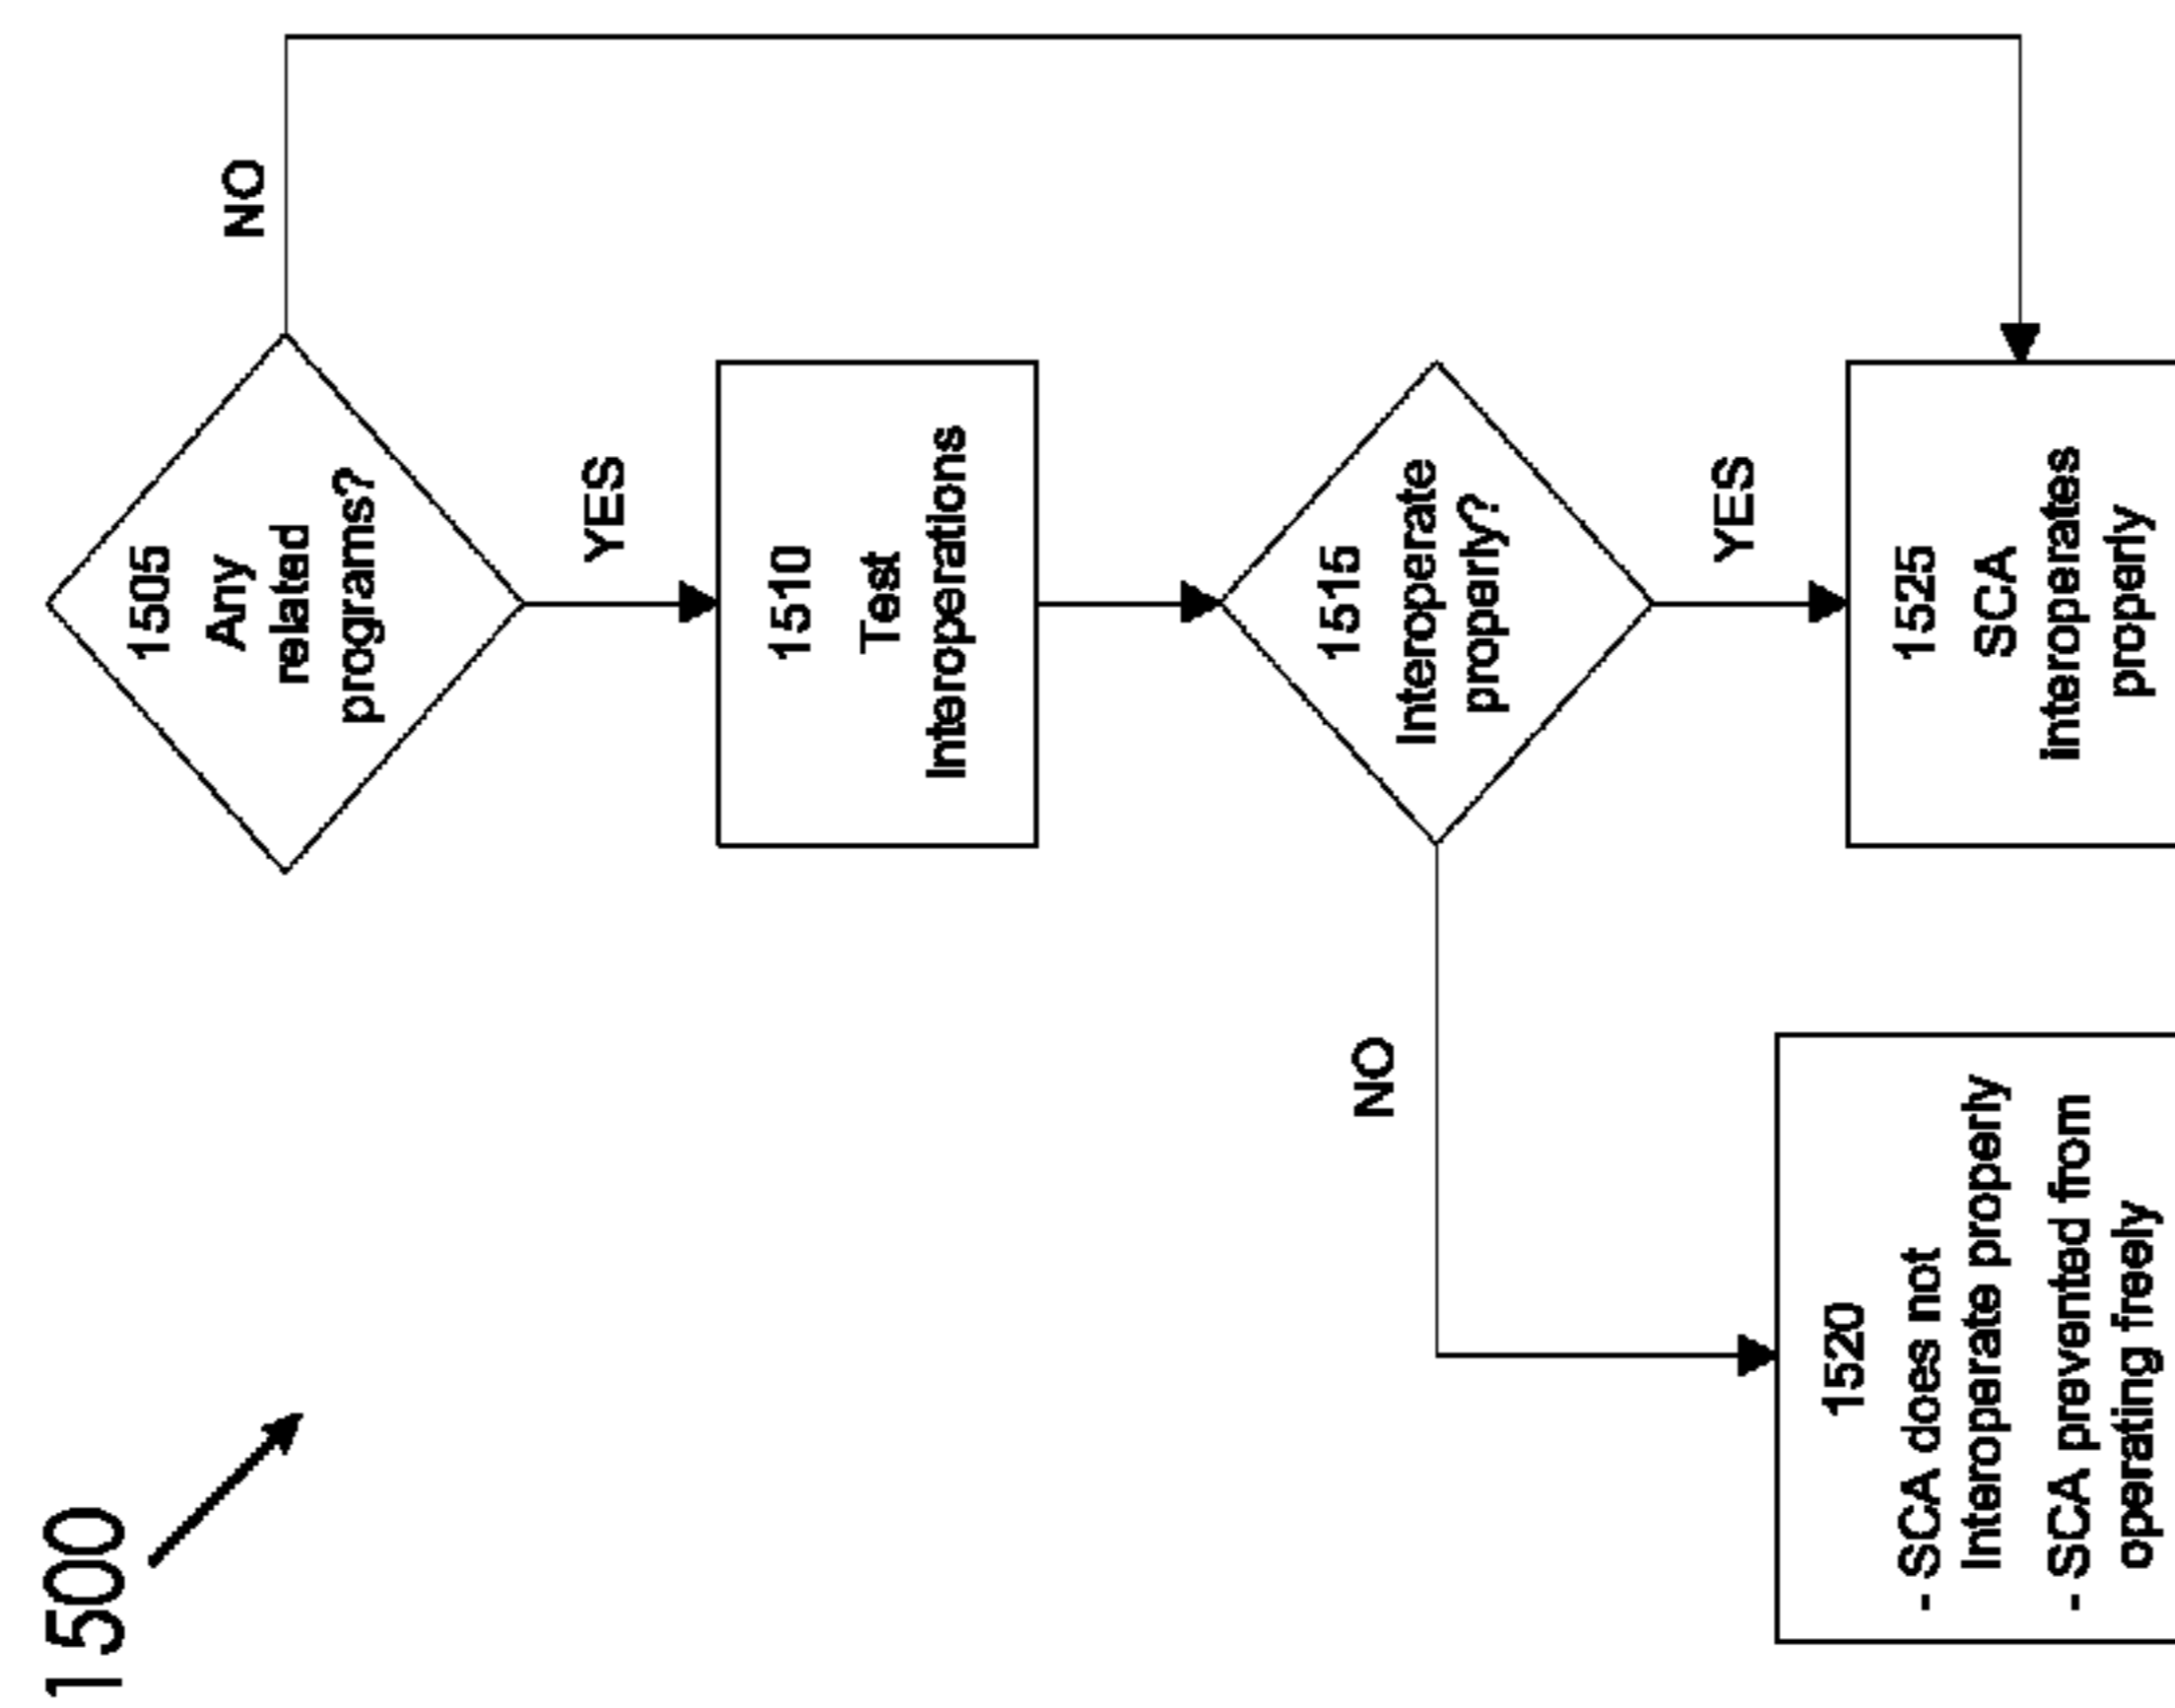 1500
1505
Any
related
programs?
NO
YES
1510
Test
Interoperations
1515
Interoperate
properly?
NO
YES
1520
- SCA does not
Interoperate properly
- SCA prevented from
operating freely
1525
SCA
interoperates
properly